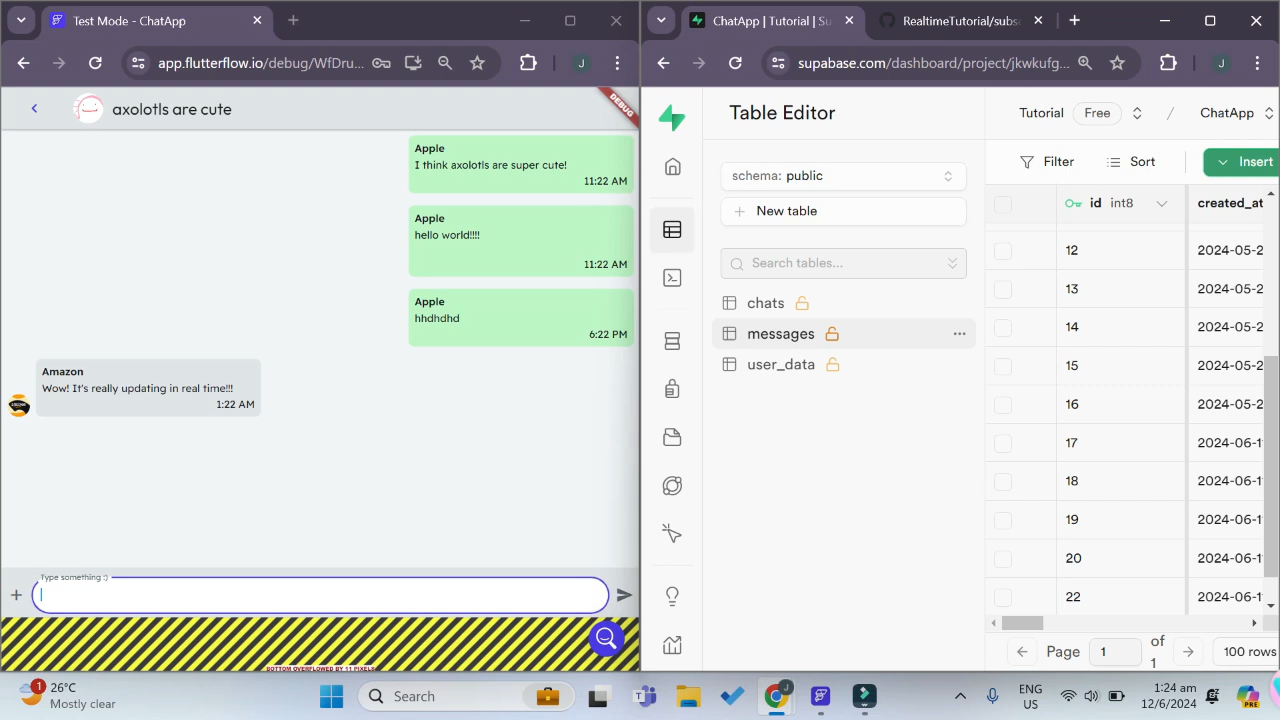 Test Mode - ChatApp
app.flutterflow.io/debug/WfDru...
J
axolotls are cute
DEBUG
Apple
I think axolotls are super cute!
11:22 AM
Apple
hello world!!!!
11:22 AM
Apple
hhdhdhd
6:22 PM
Amazon
Wow! It's really updating in real time!!!
1:22 AM
Type something :)
BOTTOM OVERFLOWED BY 11 PIXELS
ChatApp | Tutorial | Su
RealtimeTutorial/subs
supabase.com/dashboard/project/jkwkufg...
J
Table Editor
Tutorial Free / ChatApp
schema: public
Filter Sort Insert
New table
id int8 created_at
Search tables...
chats
messages
user_data
12 2024-05-2
13 2024-05-2
14 2024-05-2
15 2024-05-2
16 2024-05-2
17 2024-06-1
18 2024-06-1
19 2024-06-1
20 2024-06-1
22 2024-06-1
Page 1 of 1 100 rows
1
26°C
Mostly clear
Search
J
ENG
US
1:24 am
12/6/2024
PRE